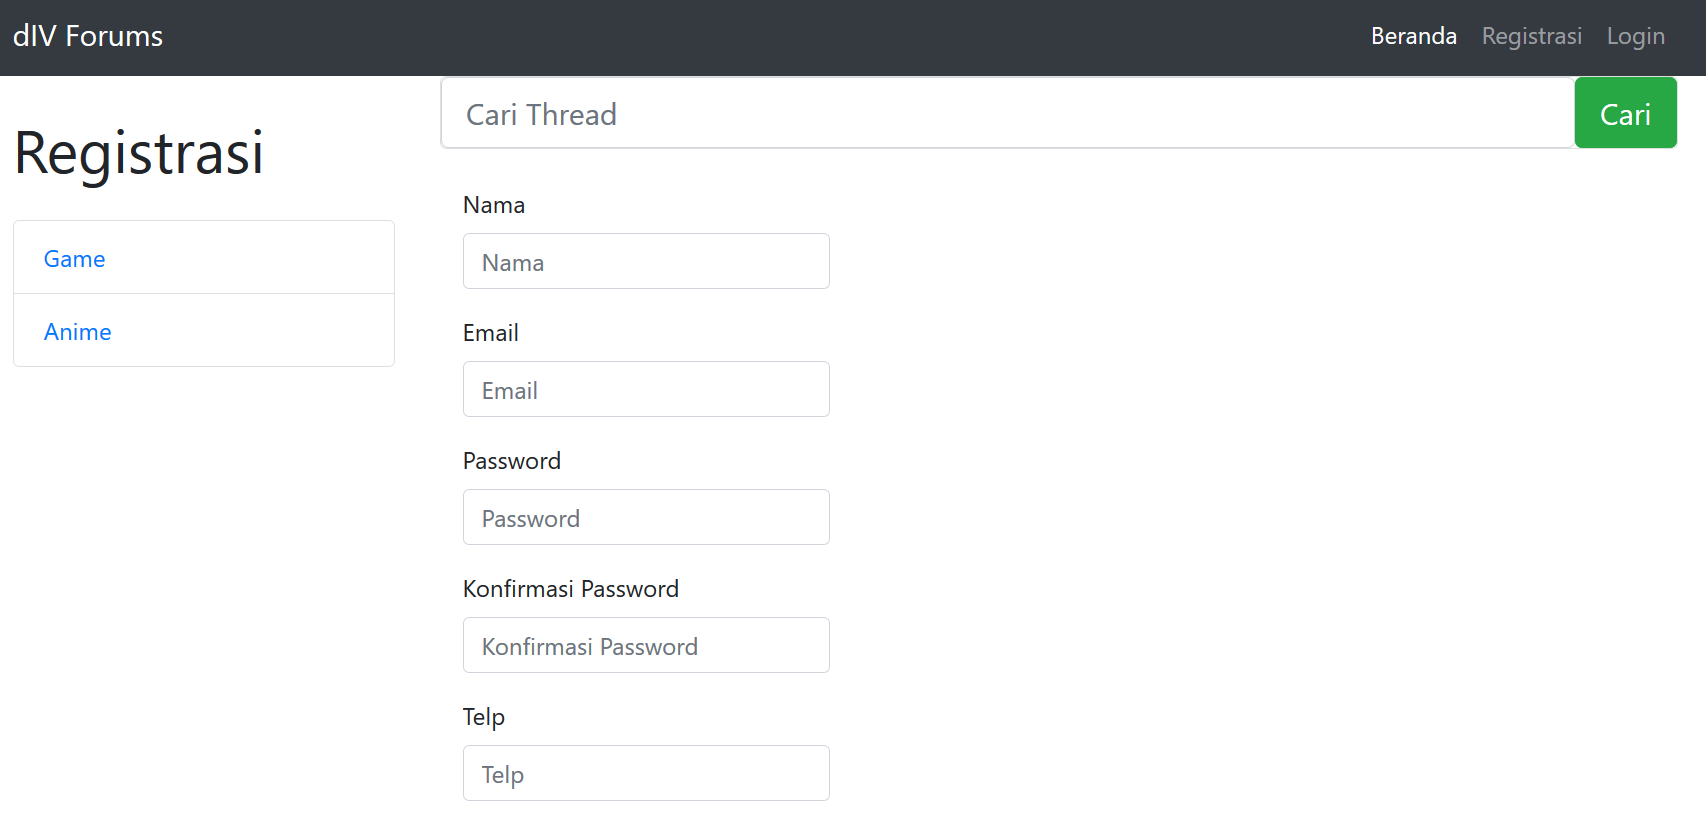 dIV Forums
Beranda Registrasi Login
Registrasi
Game
Anime
Cari Thread
Cari
Nama
Nama
Email
Email
Password
Password
Konfirmasi Password
Konfirmasi Password
Telp
Telp